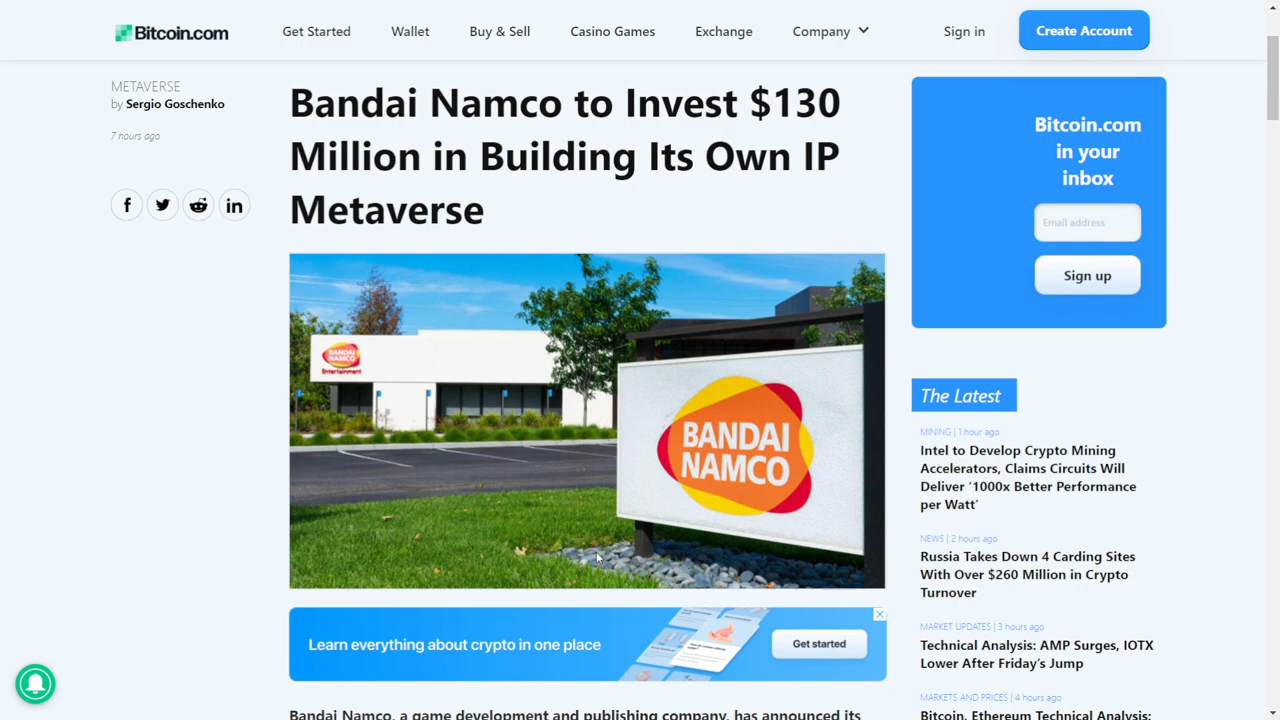 Bitcoin.com
Get Started
Wallet
Buy & Sell
Casino Games
Exchange
Company
Sign in
Create Account
METAVERSE
by Sergio Goschenko
7 hours ago
Bandai Namco to Invest $130
Million in Building Its Own IP
Metaverse
BANDAI
NAMCO
Entertainment
BANDAI
NAMCO
Learn everything about crypto in one place
Get started
Bandai Namco, a game development and publishing company, has announced its
Bitcoin.com
in your
inbox
Email address
Sign up
The Latest
MINING | 1 hour ago
Intel to Develop Crypto Mining
Accelerators, Claims Circuits Will
Deliver ‘1000x Better Performance
per Watt’
NEWS | 2 hours ago
Russia Takes Down 4 Carding Sites
With Over $260 Million in Crypto
Turnover
MARKET UPDATES | 3 hours ago
Technical Analysis: AMP Surges, IOTX
Lower After Friday’s Jump
MARKETS AND PRICES | 4 hours ago
Bitcoin, Ethereum Technical Analysis: